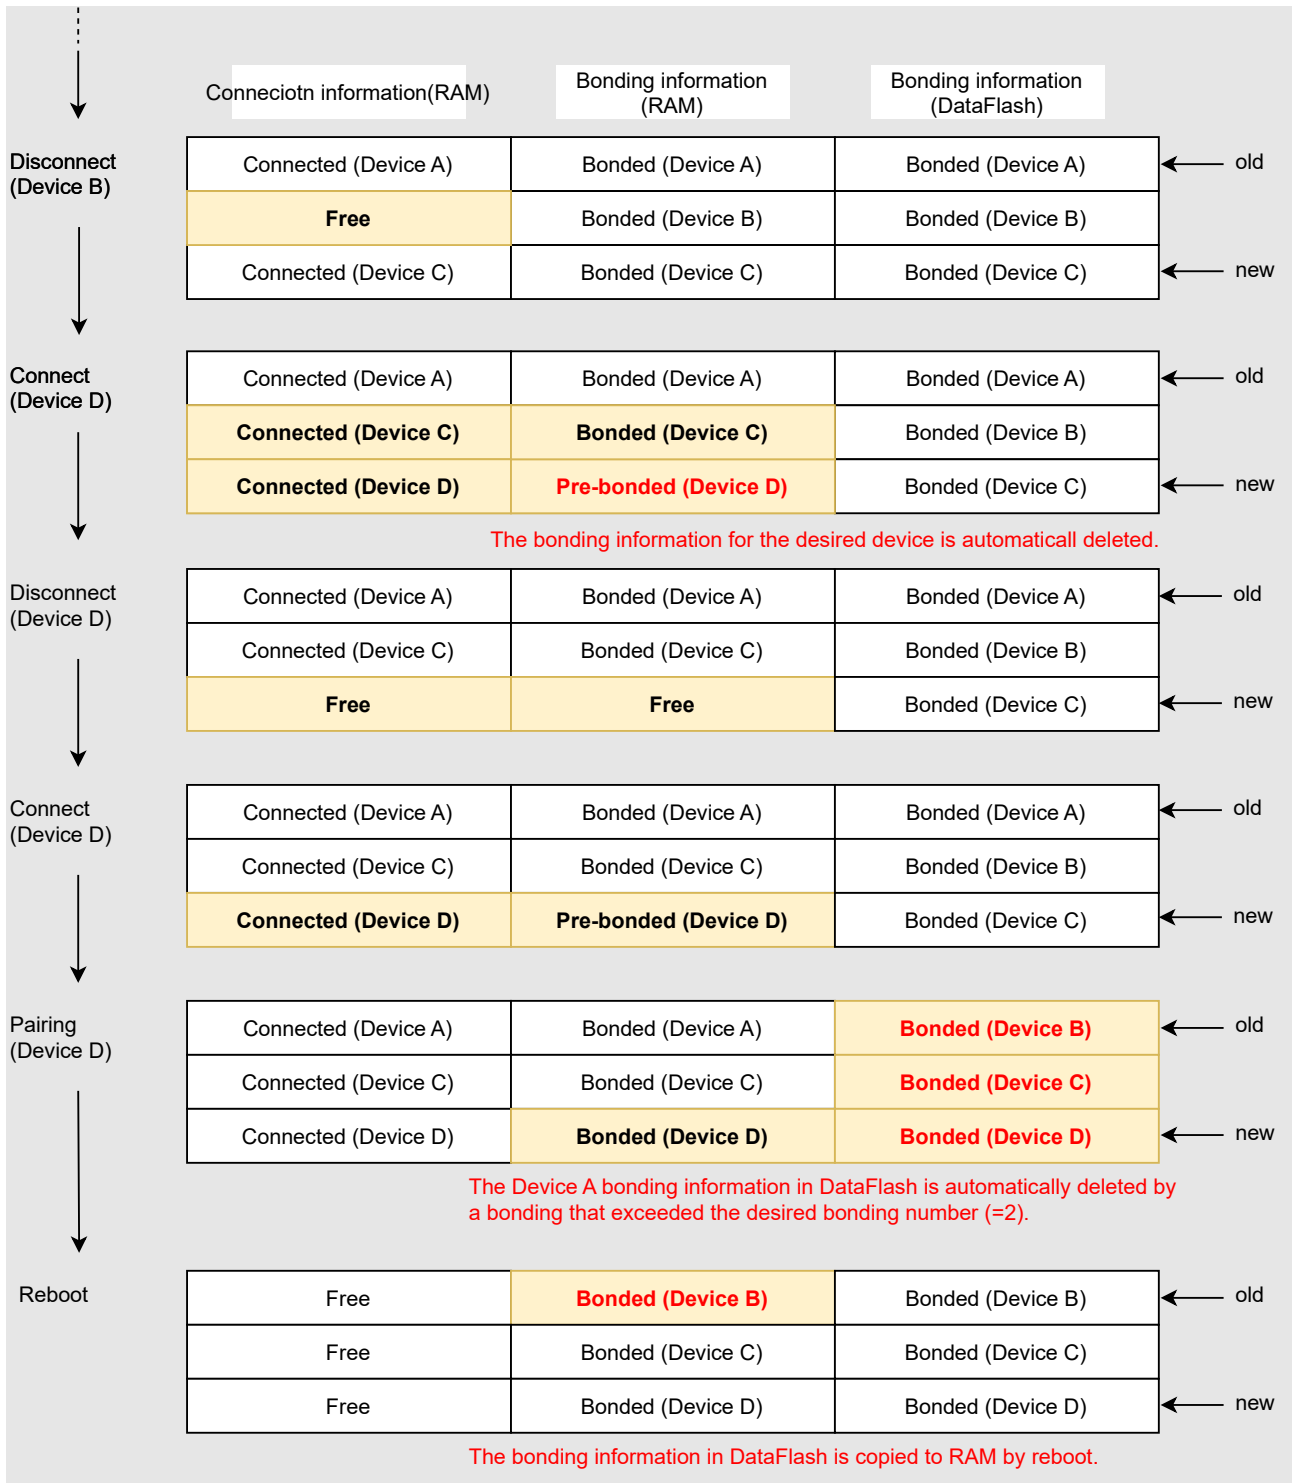 Conneciotn information(RAM)
Bonding information
(RAM)
Bonding information
(DataFlash)
Disconnect
(Device B)
Connected (Device A)
Bonded (Device A)
Bonded (Device A)
old
Free
Bonded (Device B)
Bonded (Device B)
Connected (Device C)
Bonded (Device C)
Bonded (Device C)
new
Connect
(Device D)
Connected (Device A)
Bonded (Device A)
Bonded (Device A)
old
Connected (Device C)
Bonded (Device C)
Bonded (Device B)
Connected (Device D)
Pre-bonded (Device D)
Bonded (Device C)
new
The bonding information for the desired device is automaticall deleted.
Disconnect
(Device D)
Connected (Device A)
Bonded (Device A)
Bonded (Device A)
old
Connected (Device C)
Bonded (Device C)
Bonded (Device B)
Free
Free
Bonded (Device C)
new
Connect
(Device D)
Connected (Device A)
Bonded (Device A)
Bonded (Device A)
old
Connected (Device C)
Bonded (Device C)
Bonded (Device B)
Connected (Device D)
Pre-bonded (Device D)
Bonded (Device C)
new
Pairing
(Device D)
Connected (Device A)
Bonded (Device A)
Bonded (Device B)
old
Connected (Device C)
Bonded (Device C)
Bonded (Device C)
Connected (Device D)
Bonded (Device D)
Bonded (Device D)
new
The Device A bonding information in DataFlash is automatically deleted by
a bonding that exceeded the desired bonding number (=2).
Reboot
Free
Bonded (Device B)
Bonded (Device B)
old
Free
Bonded (Device C)
Bonded (Device C)
Free
Bonded (Device D)
Bonded (Device D)
new
The bonding information in DataFlash is copied to RAM by reboot.